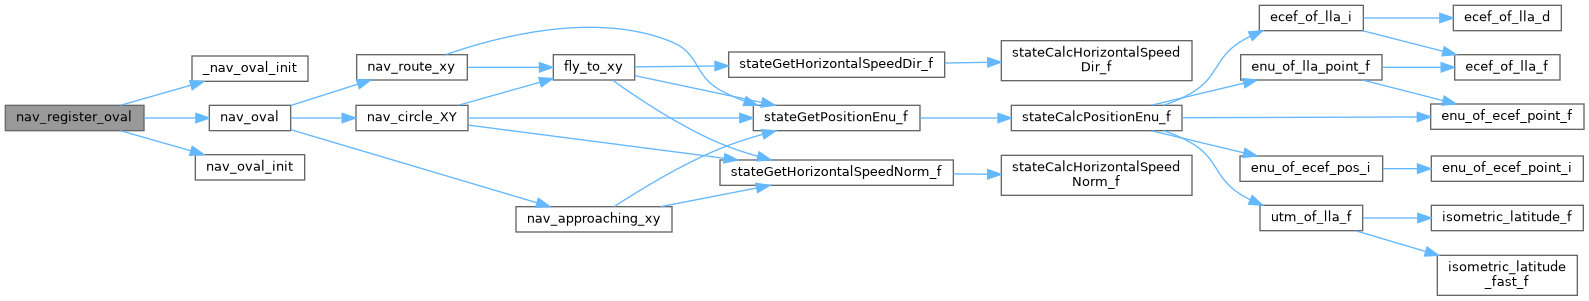 nav_register_oval
_nav_oval_init
nav_oval
nav_oval_init
nav_route_xy
nav_circle_XY
nav_approaching_xy
fly_to_xy
stateGetHorizontalSpeedDir_f
stateGetPositionEnu_f
stateGetHorizontalSpeedNorm_f
stateCalcHorizontalSpeed
Dir_f
stateCalcPositionEnu_f
stateCalcHorizontalSpeed
Norm_f
ecef_of_lla_i
enu_of_lla_point_f
enu_of_ecef_pos_i
utm_of_lla_f
ecef_of_lla_d
ecef_of_lla_f
enu_of_ecef_point_f
enu_of_ecef_point_i
isometric_latitude_f
isometric_latitude
_fast_f